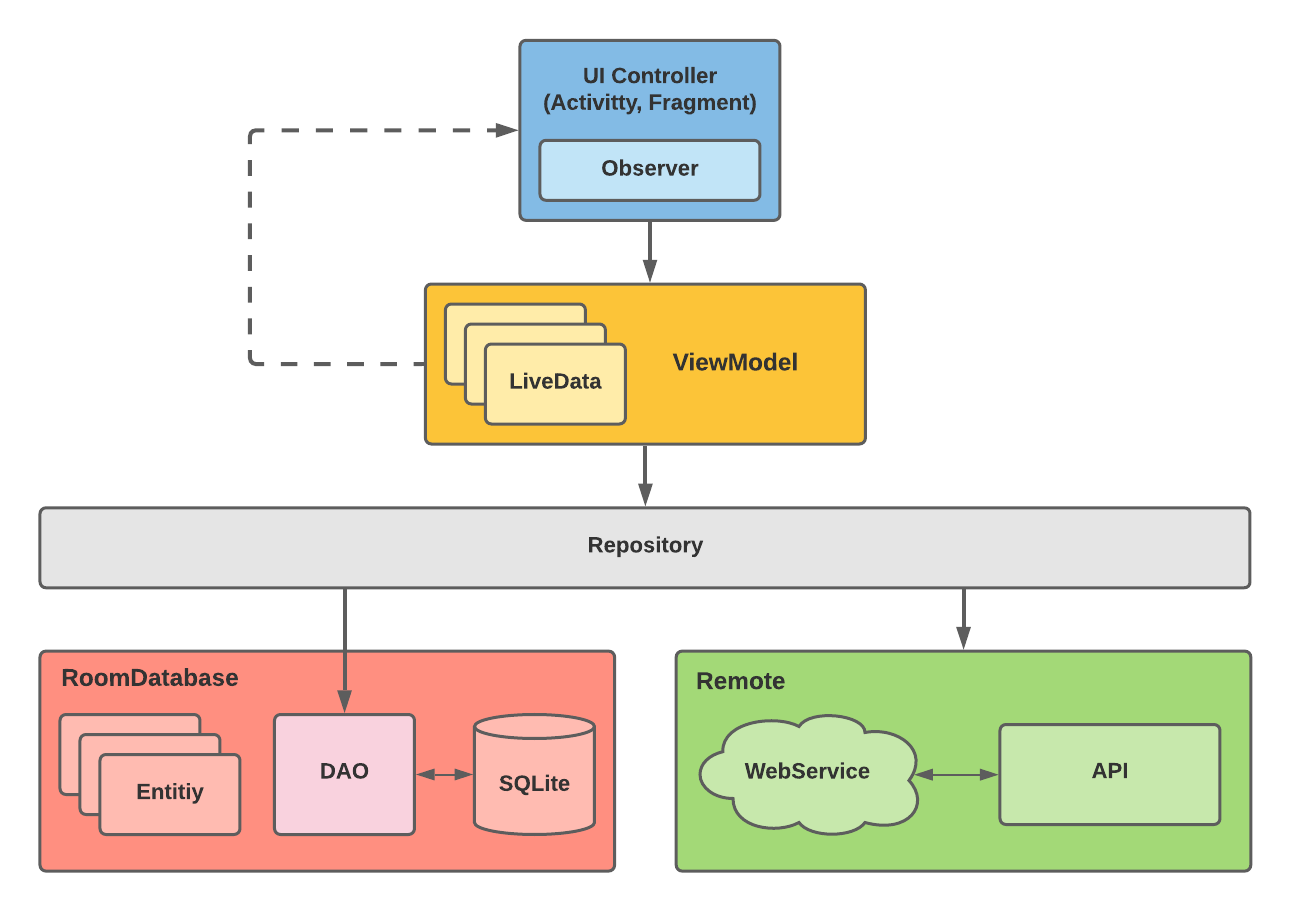 UI Controller
(Activitty, Fragment)
Observer
LiveData
ViewModel
Repository
RoomDatabase
Entitiy
DAO
SQLite
Remote
WebService
API